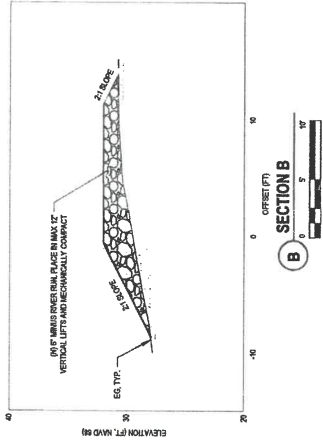 (N) 6" MINUS RIVER RUN, PLACE IN MAX 12"
VERTICAL LIFTS AND MECHANICALLY COMPACT
2:1 SLOPE
2:1 SLOPE
EG, TYP.
ELEVATION (FT, NAVD 88)
40
30
20
-10
0
10
OFFSET (FT)
B SECTION B
0 5' 10'